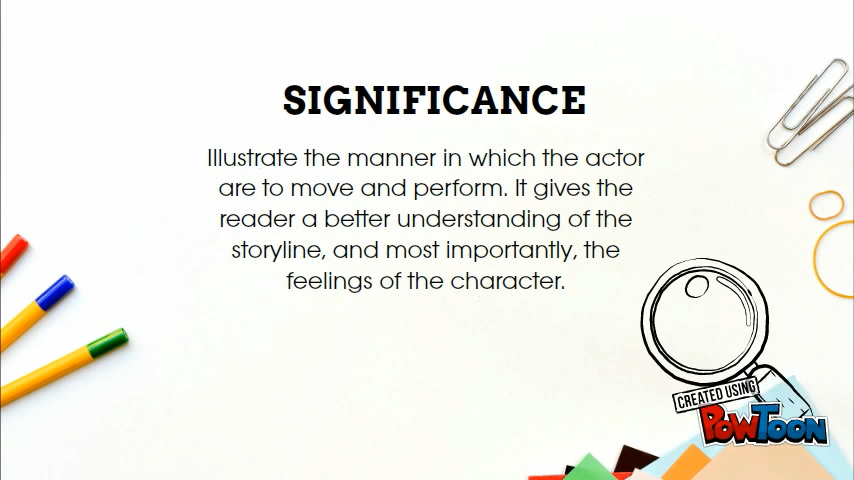 SIGNIFICANCE
Illustrate the manner in which the actor
are to move and perform. It gives the
reader a better understanding of the
storyline, and most importantly, the
feelings of the character.
CREATED USING
POWTOON